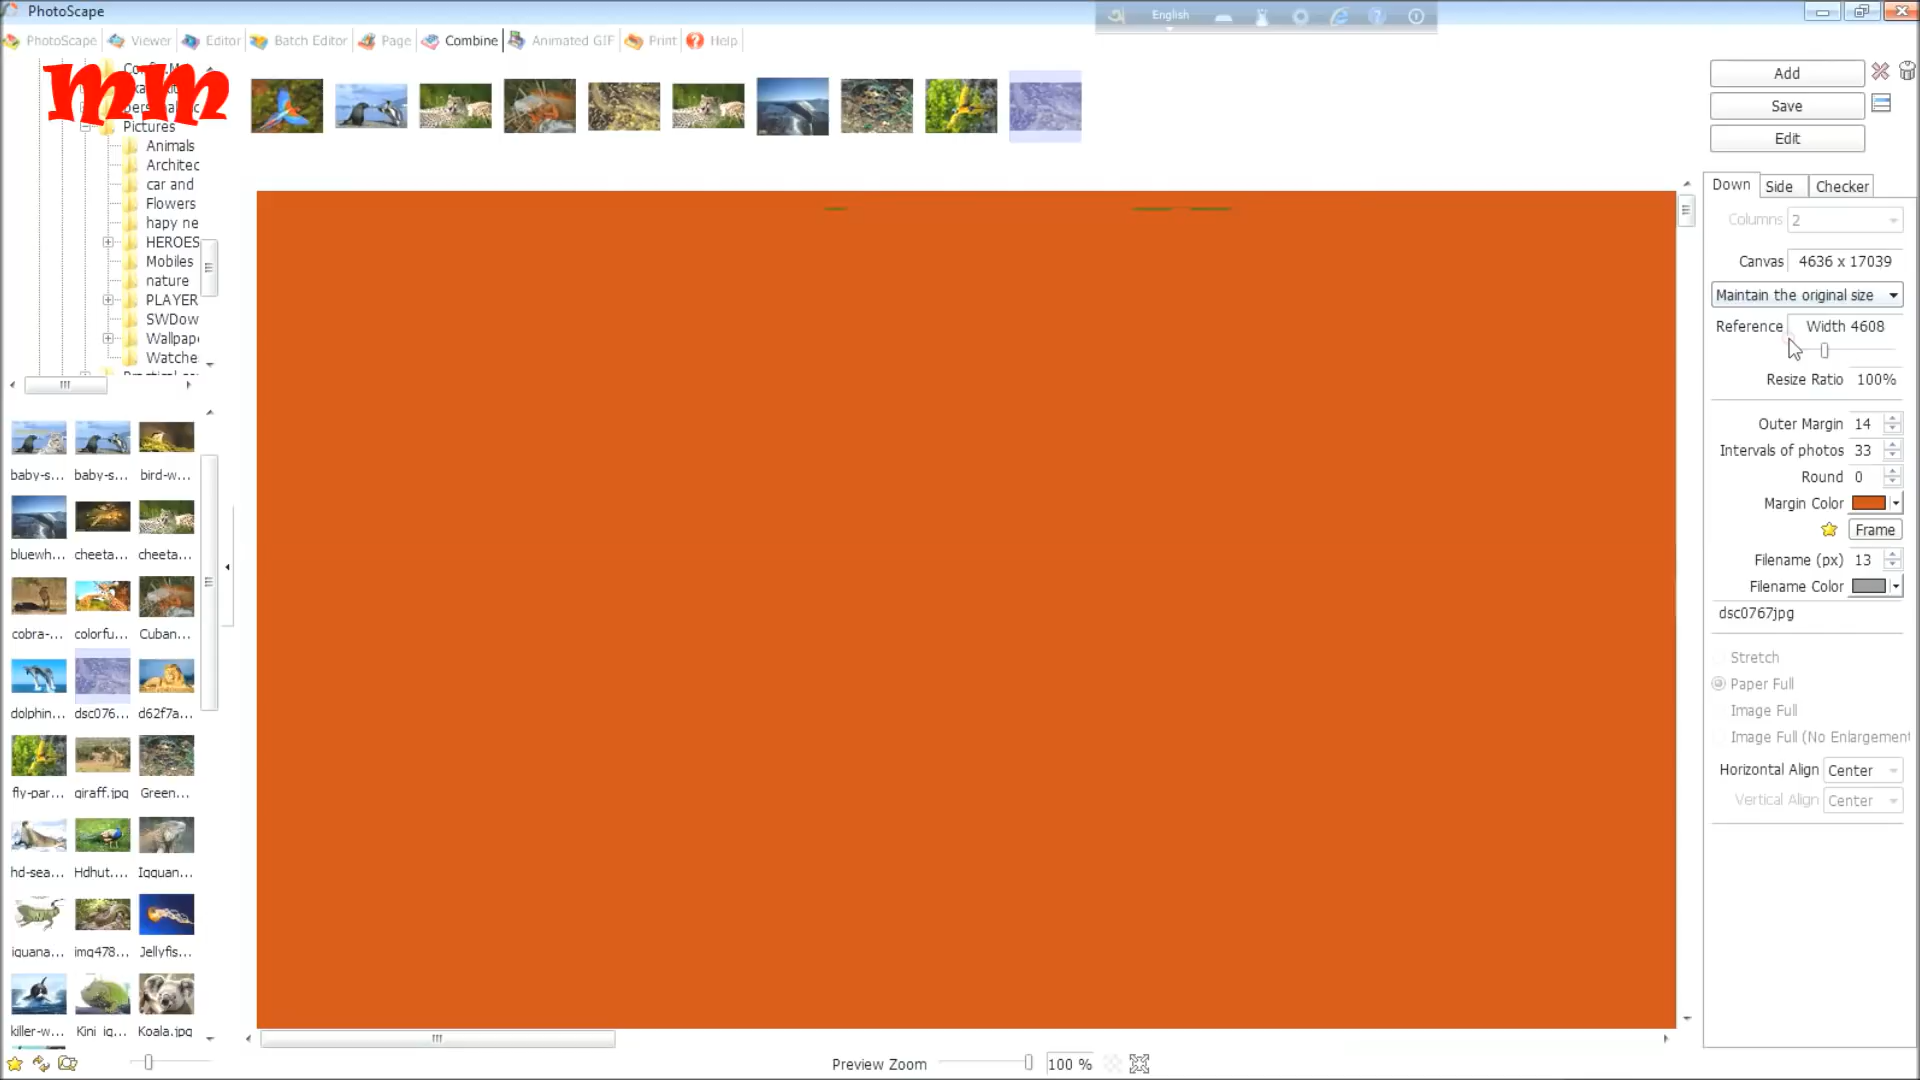 PhotoScape
English
PhotoScape
Viewer
Editor
Batch Editor
Page
Combine
Animated GIF
Print
Help
mm
Pictures
Animals
Architec
car and
Flowers
hapy ne
HEROES
Mobiles
nature
PLAYER
SWDow
Wallpape
Watche
baby-s... baby-s... bird-w...
bluewh... cheeta... cheeta...
cobra-... colorfu... Cuban...
dolphin... dsc076... d62f7a...
fly-par... giraff.jpg Green...
hd-sea... Hdhut.... Iqquan...
iguana... img478... Jellyfis...
killer-w... Kini_ig... Koala.jpg
Preview Zoom 100 %
Add
Save
Edit
Down Side Checker
Columns 2
Canvas 4636 x 17039
Maintain the original size
Reference Width 4608
Resize Ratio 100%
Outer Margin 14
Intervals of photos 33
Round 0
Margin Color
Frame
Filename (px) 13
Filename Color
dsc0767jpg
Stretch
Paper Full
Image Full
Image Full (No Enlargement
Horizontal Align Center
Vertical Align Center